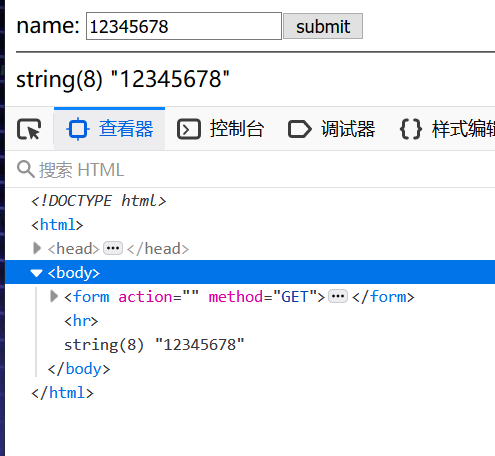 name: 12345678 submit
string(8) "12345678"
查看器 控制台 调试器 {} 样式编辑
搜索 HTML
<!DOCTYPE html>
<html>
<head> ••• </head>
<body>
<form action="" method="GET"> ••• </form>
<hr>
string(8) "12345678"
</body>
</html>